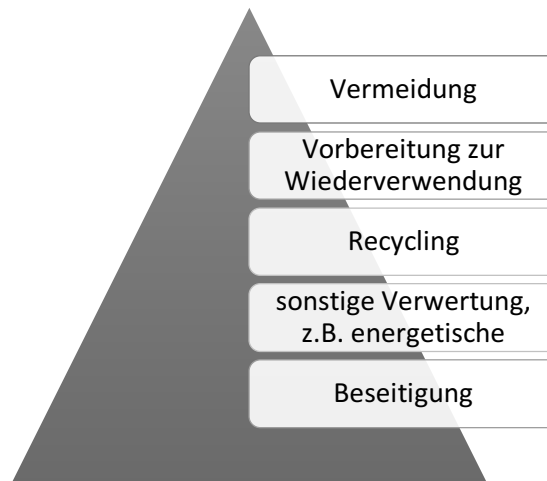 Vermeidung
Vorbereitung zur
Wiederverwendung
Recycling
sonstige Verwertung,
z.B. energetische
Beseitigung